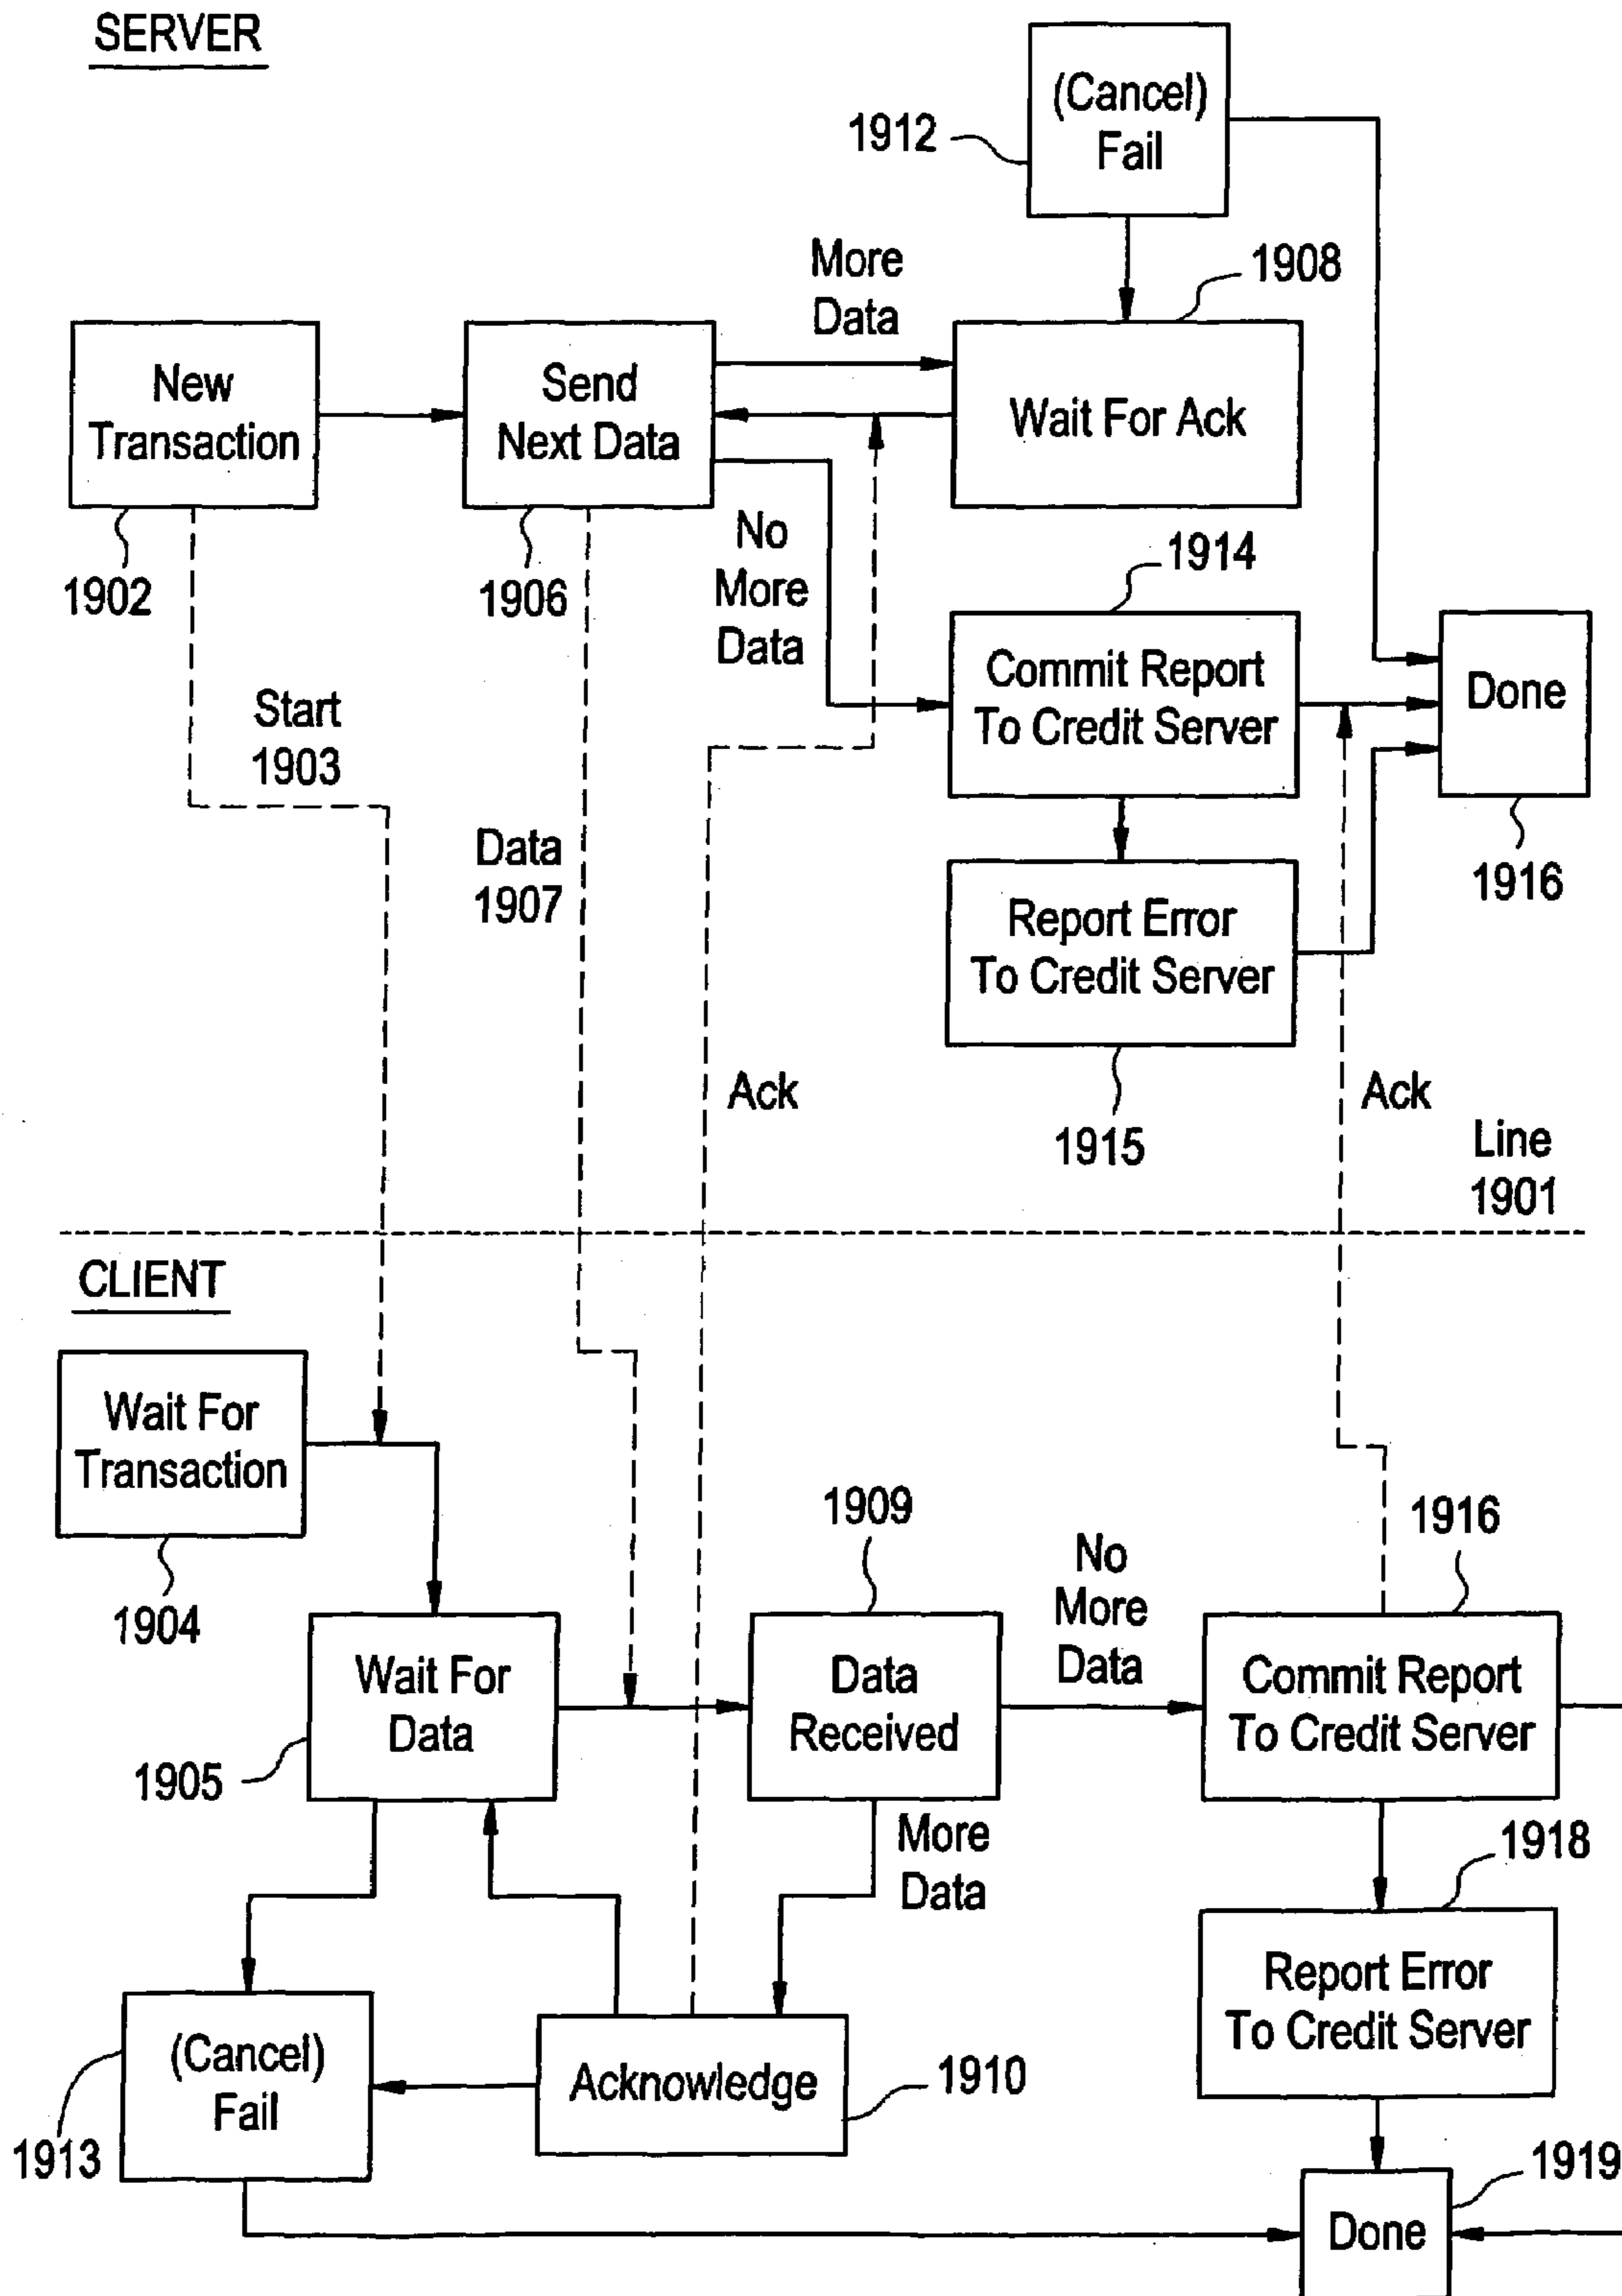 SERVER
(Cancel)
Fail
1912
More
Data
1908
New
Transaction
1902
Send
Next Data
1906
Wait For Ack
No
More
Data
1914
Commit Report
To Credit Server
Done
1916
Start
1903
Data
1907
Report Error
To Credit Server
1915
Ack
Ack
Line
1901
CLIENT
Wait For
Transaction
1904
1909
No
More
Data
1916
Wait For
Data
1905
Data
Received
Commit Report
To Credit Server
More
Data
1918
Report Error
To Credit Server
(Cancel)
Fail
1913
Acknowledge
1910
1919
Done